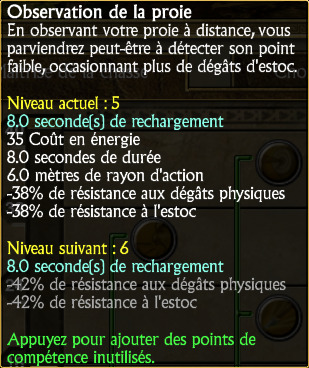 Observation de la proie
En observant votre proie à distance, vous
parviendrez peut-être à détecter son point
faible, occasionnant plus de dégâts d'estoc.
Niveau actuel : 5
8.0 seconde(s) de rechargement
35 Coût en énergie
8.0 secondes de durée
6.0 mètres de rayon d'action
-38% de résistance aux dégâts physiques
-38% de résistance à l'estoc
Niveau suivant : 6
8.0 seconde(s) de rechargement
-42% de résistance aux dégâts physiques
-42% de résistance à l'estoc
Appuyez pour ajouter des points de
compétence inutilisés.